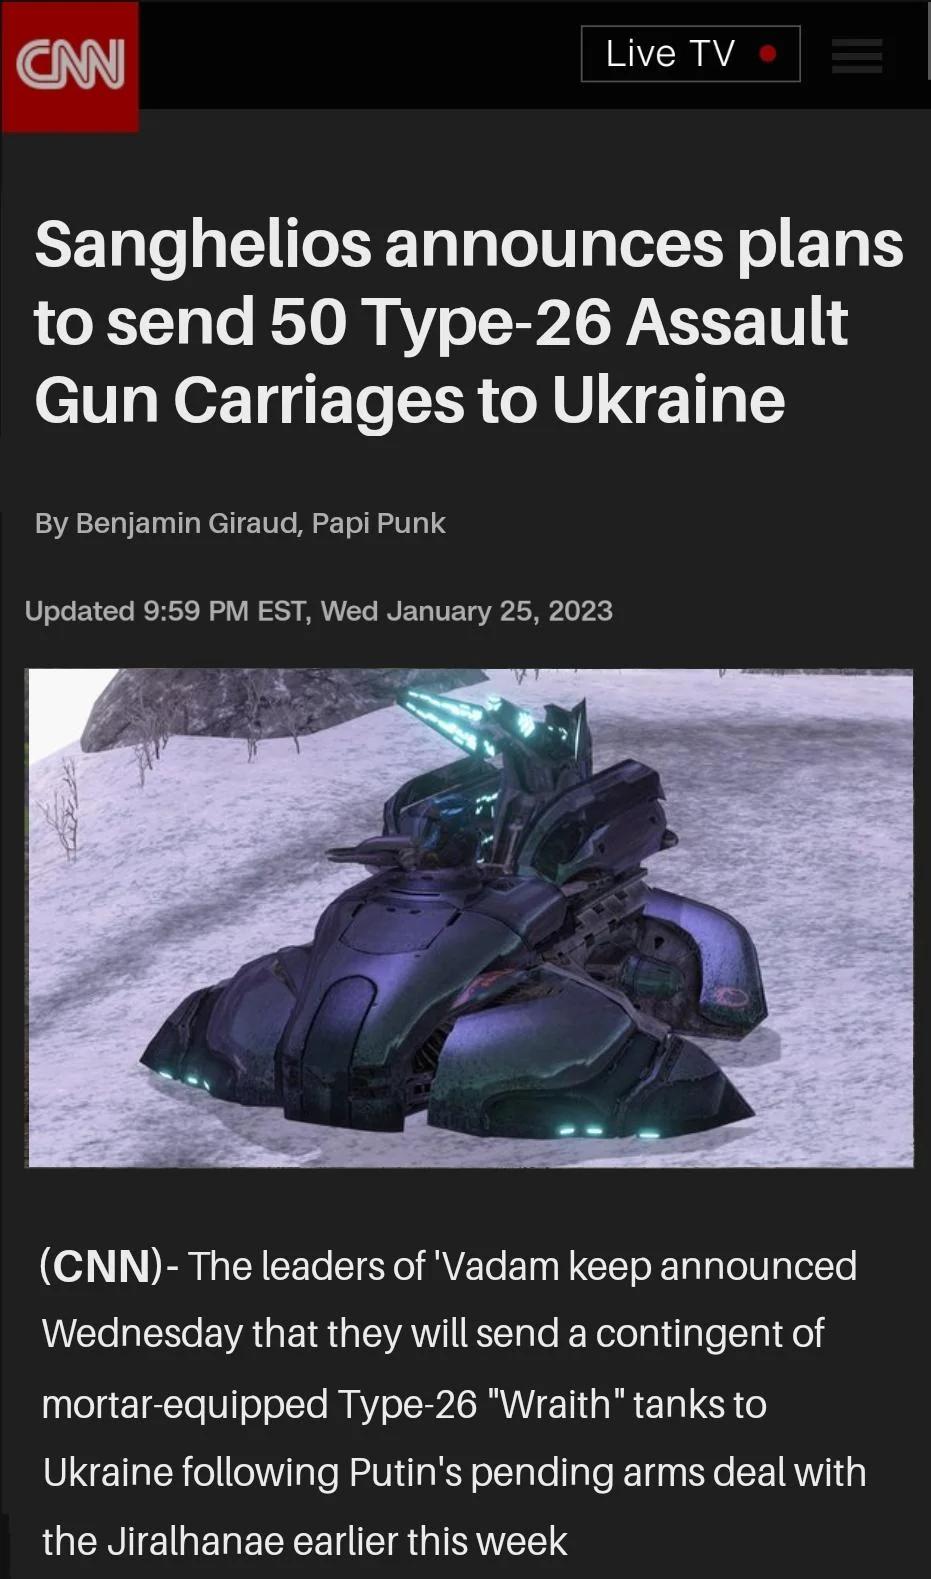 CNN
Live TV
Sanghelios announces plans
to send 50 Type-26 Assault
Gun Carriages to Ukraine
By Benjamin Giraud, Papi Punk
Updated 9:59 PM EST, Wed January 25, 2023
(CNN)- The leaders of 'Vadam keep announced
Wednesday that they will send a contingent of
mortar-equipped Type-26 "Wraith" tanks to
Ukraine following Putin's pending arms deal with
the Jiralhanae earlier this week